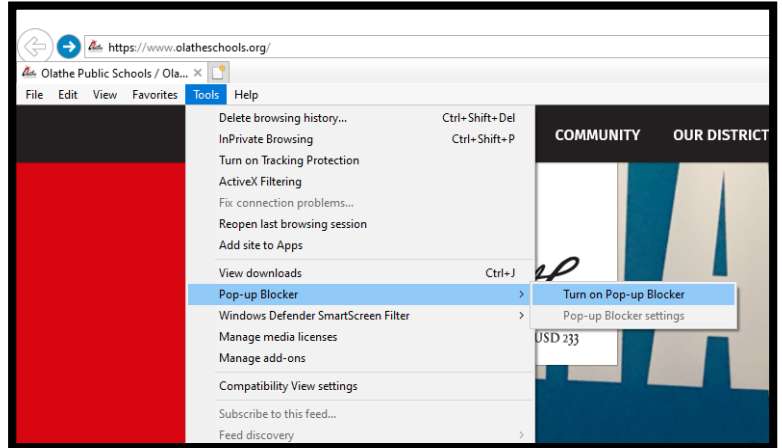 https://www.olatheschools.org/
Olathe Public Schools / Ola...
File Edit View Favorites Tools Help
Delete browsing history... Ctrl+Shift+Del
InPrivate Browsing Ctrl+Shift+P
Turn on Tracking Protection
ActiveX Filtering
Fix connection problems...
Reopen last browsing session
Add site to Apps
View downloads Ctrl+J
Pop-up Blocker >
Windows Defender SmartScreen Filter >
Manage media licenses
Manage add-ons
Compatibility View settings
Subscribe to this feed...
Feed discovery >
COMMUNITY OUR DISTRICT
Turn on Pop-up Blocker
Pop-up Blocker settings
USD 233